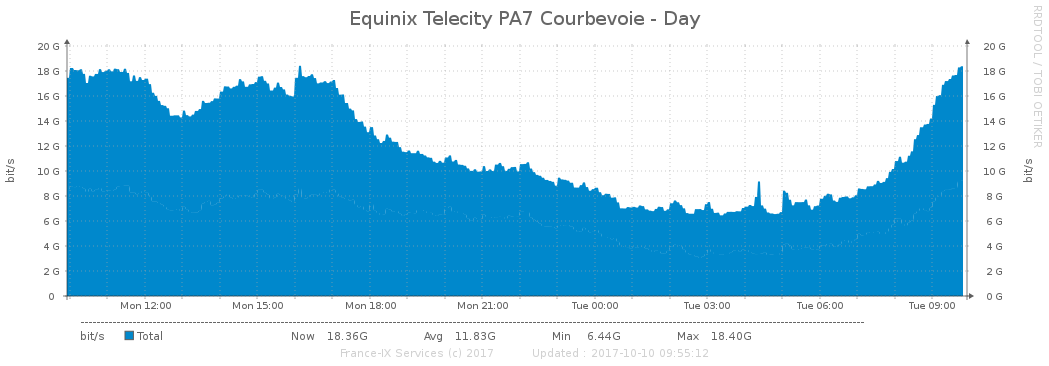 Equinix Telecity PA7 Courbevoie - Day
RRDTOOL / TOBI OETIKER
bit/s
20 G
18 G
16 G
14 G
12 G
10 G
8 G
6 G
4 G
2 G
0
20 G
18 G
16 G
14 G
12 G
10 G
8 G
6 G
4 G
2 G
0 G
bit/s
Mon 12:00 Mon 15:00 Mon 18:00 Mon 21:00 Tue 00:00 Tue 03:00 Tue 06:00 Tue 09:00
bit/s Total Now 18.36G Avg 11.83G Min 6.44G Max 18.40G
France-IX Services (c) 2017 Updated : 2017-10-10 09:55:12